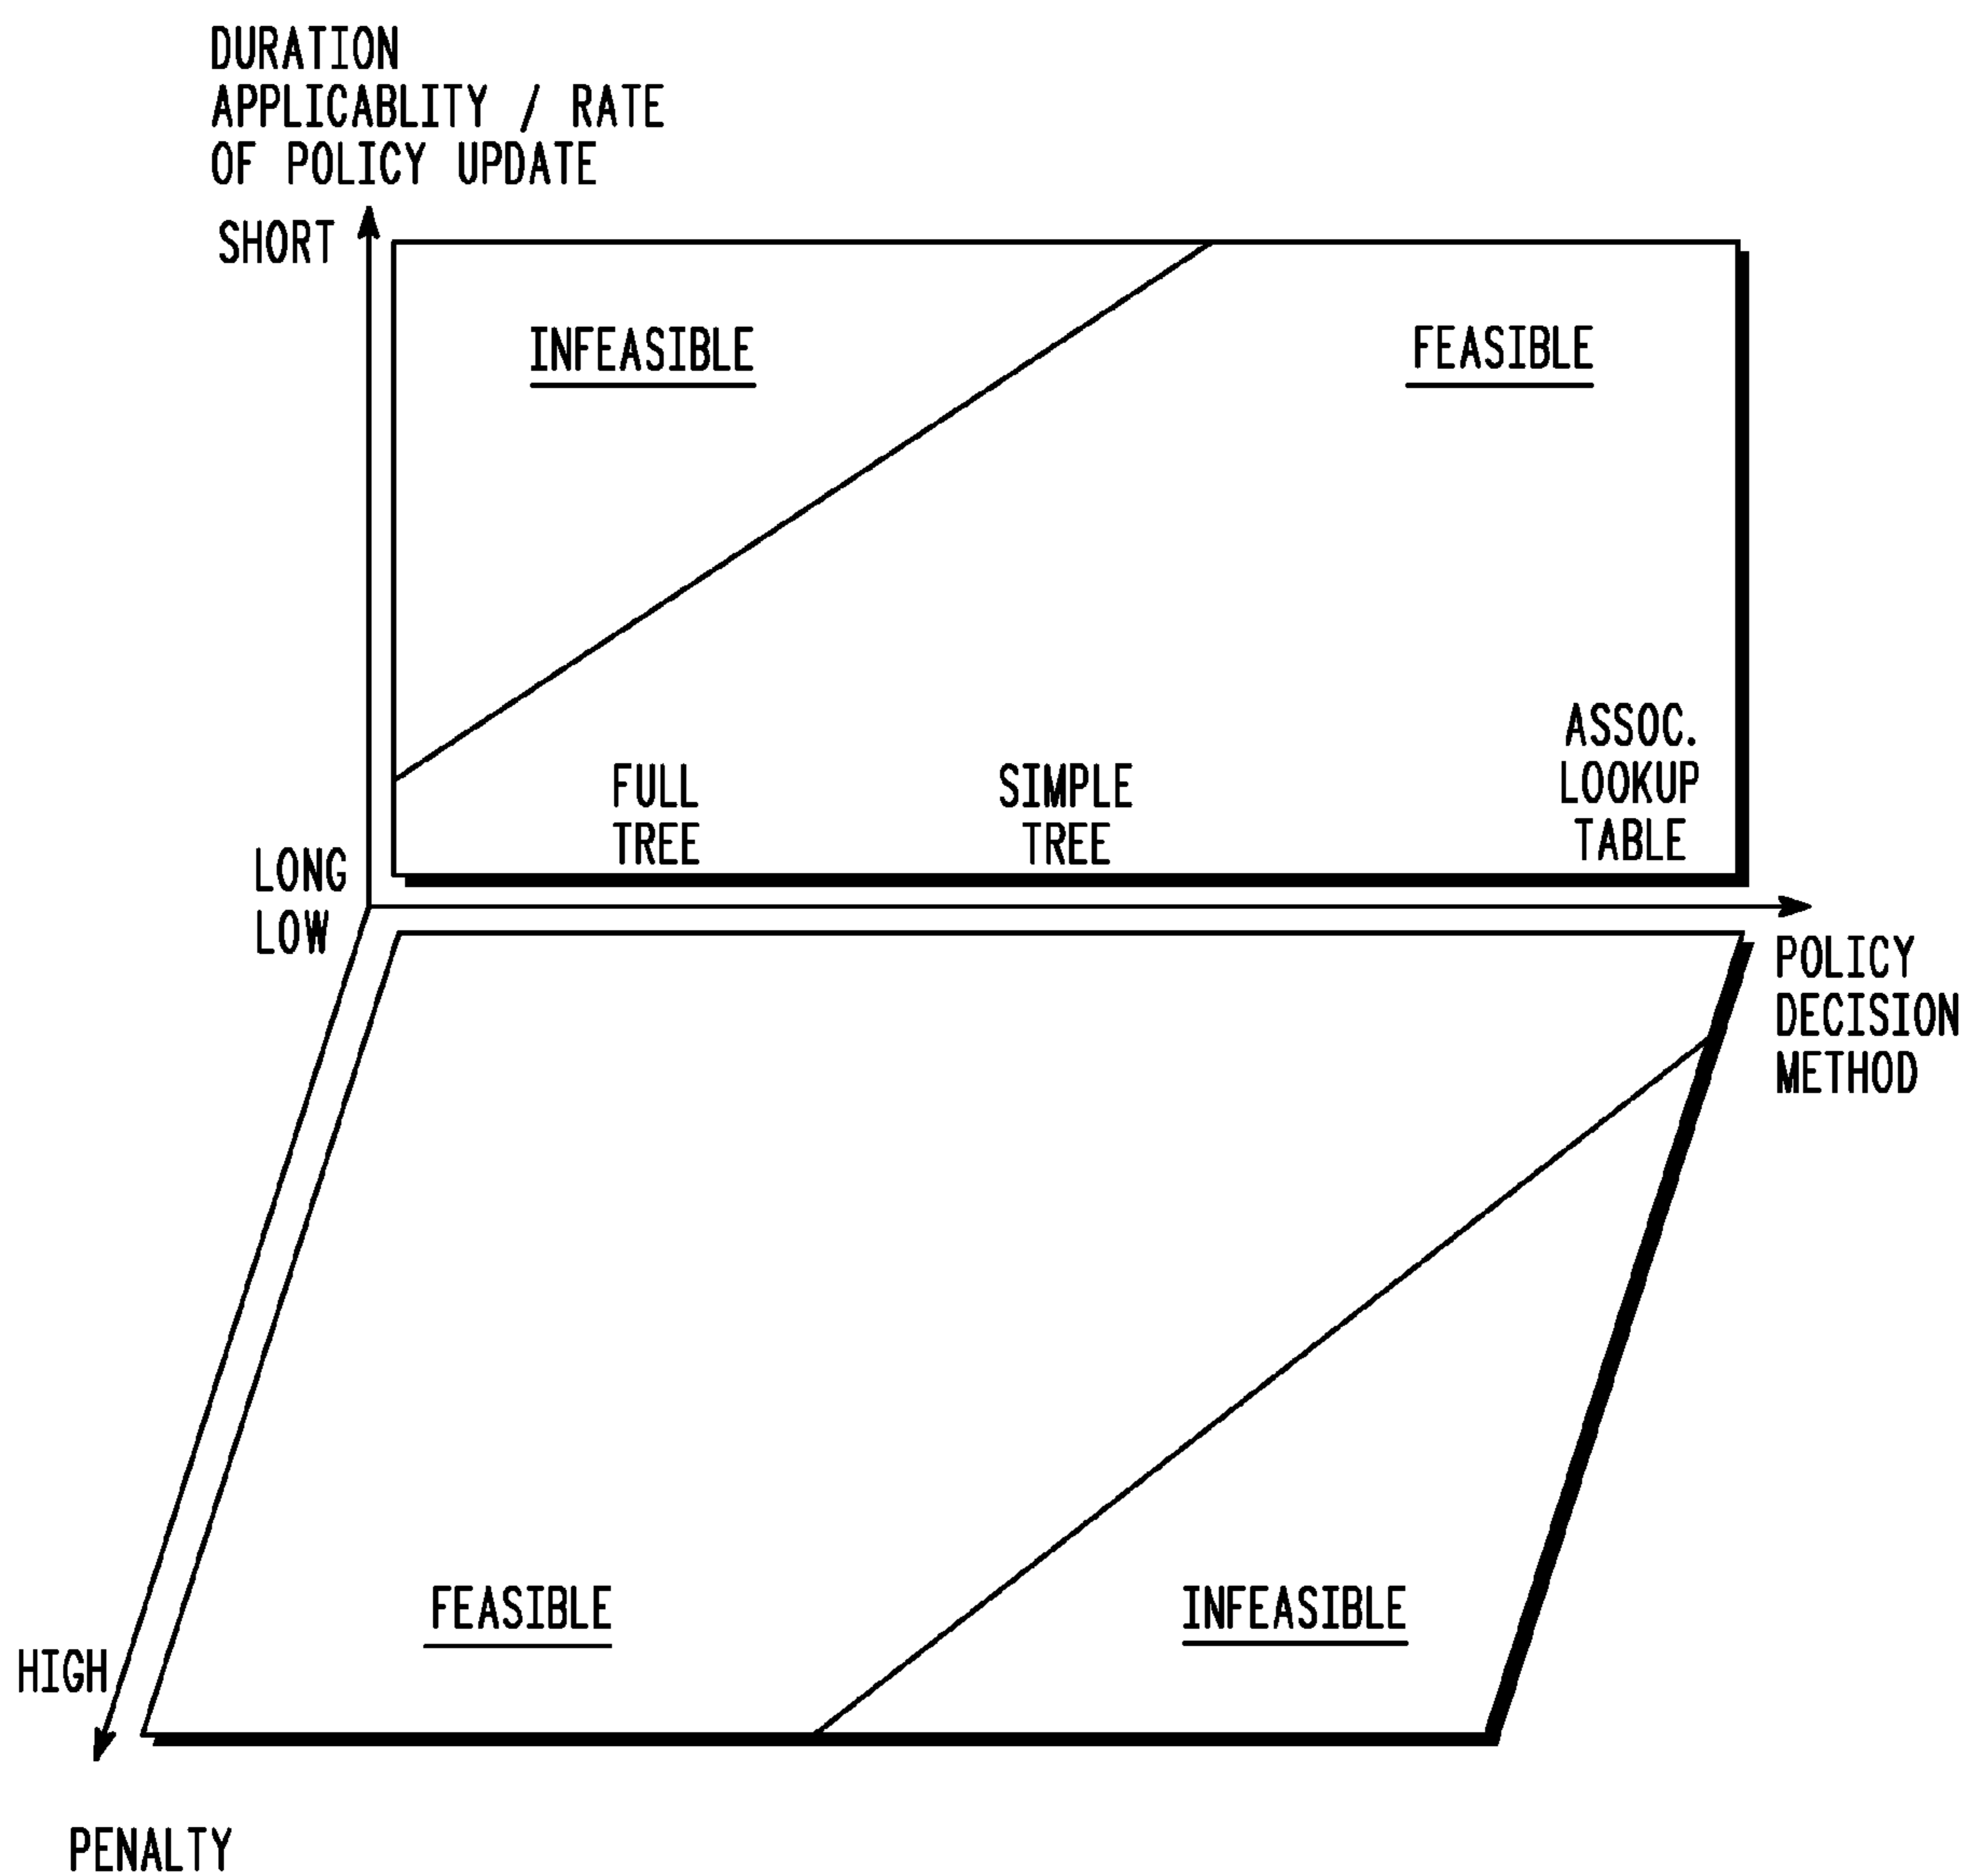 DURATION
APPLICABLITY / RATE
OF POLICY UPDATE
SHORT
INFEASIBLE
FEASIBLE
FULL
TREE
SIMPLE
TREE
ASSOC.
LOOKUP
TABLE
LONG
LOW
POLICY
DECISION
METHOD
FEASIBLE
INFEASIBLE
HIGH
PENALTY